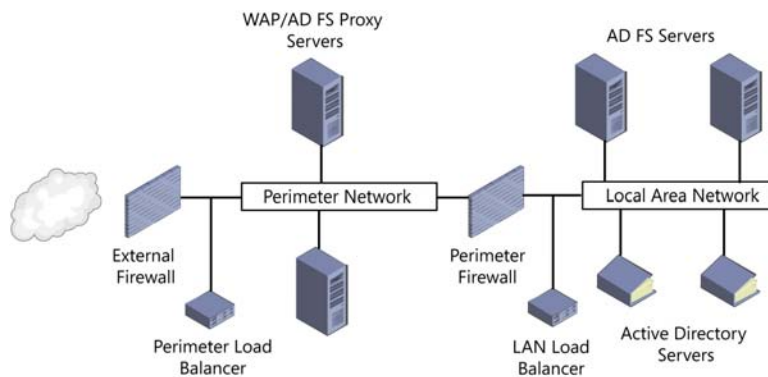 WAP/AD FS Proxy
Servers
AD FS Servers
Perimeter Network
Local Area Network
External
Firewall
Perimeter
Firewall
Perimeter Load
Balancer
LAN Load
Balancer
Active Directory
Servers